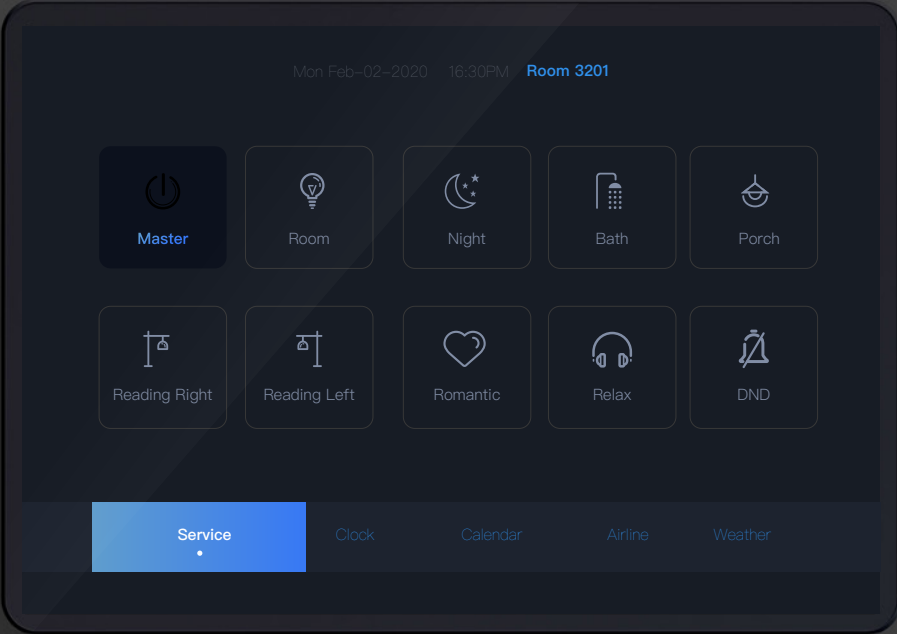 Mon Feb-02-2020 16:30PM Room 3201
Master Room Night Bath Porch
Reading Right Reading Left Romantic Relax DND
Service Clock Calendar Airline Weather